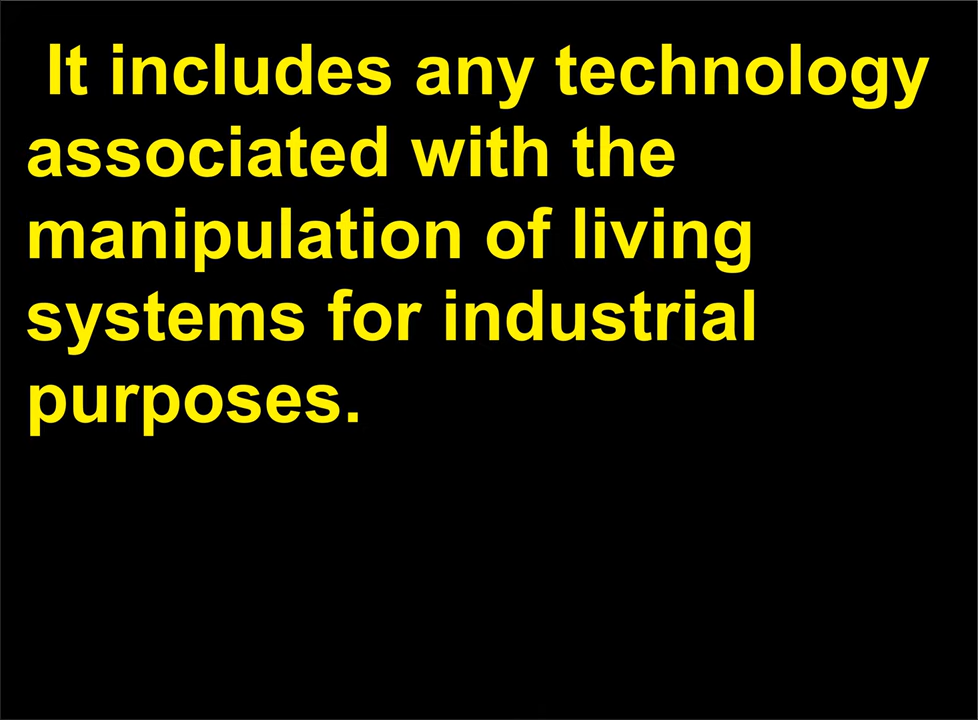 It includes any technology
associated with the
manipulation of living
systems for industrial
purposes.